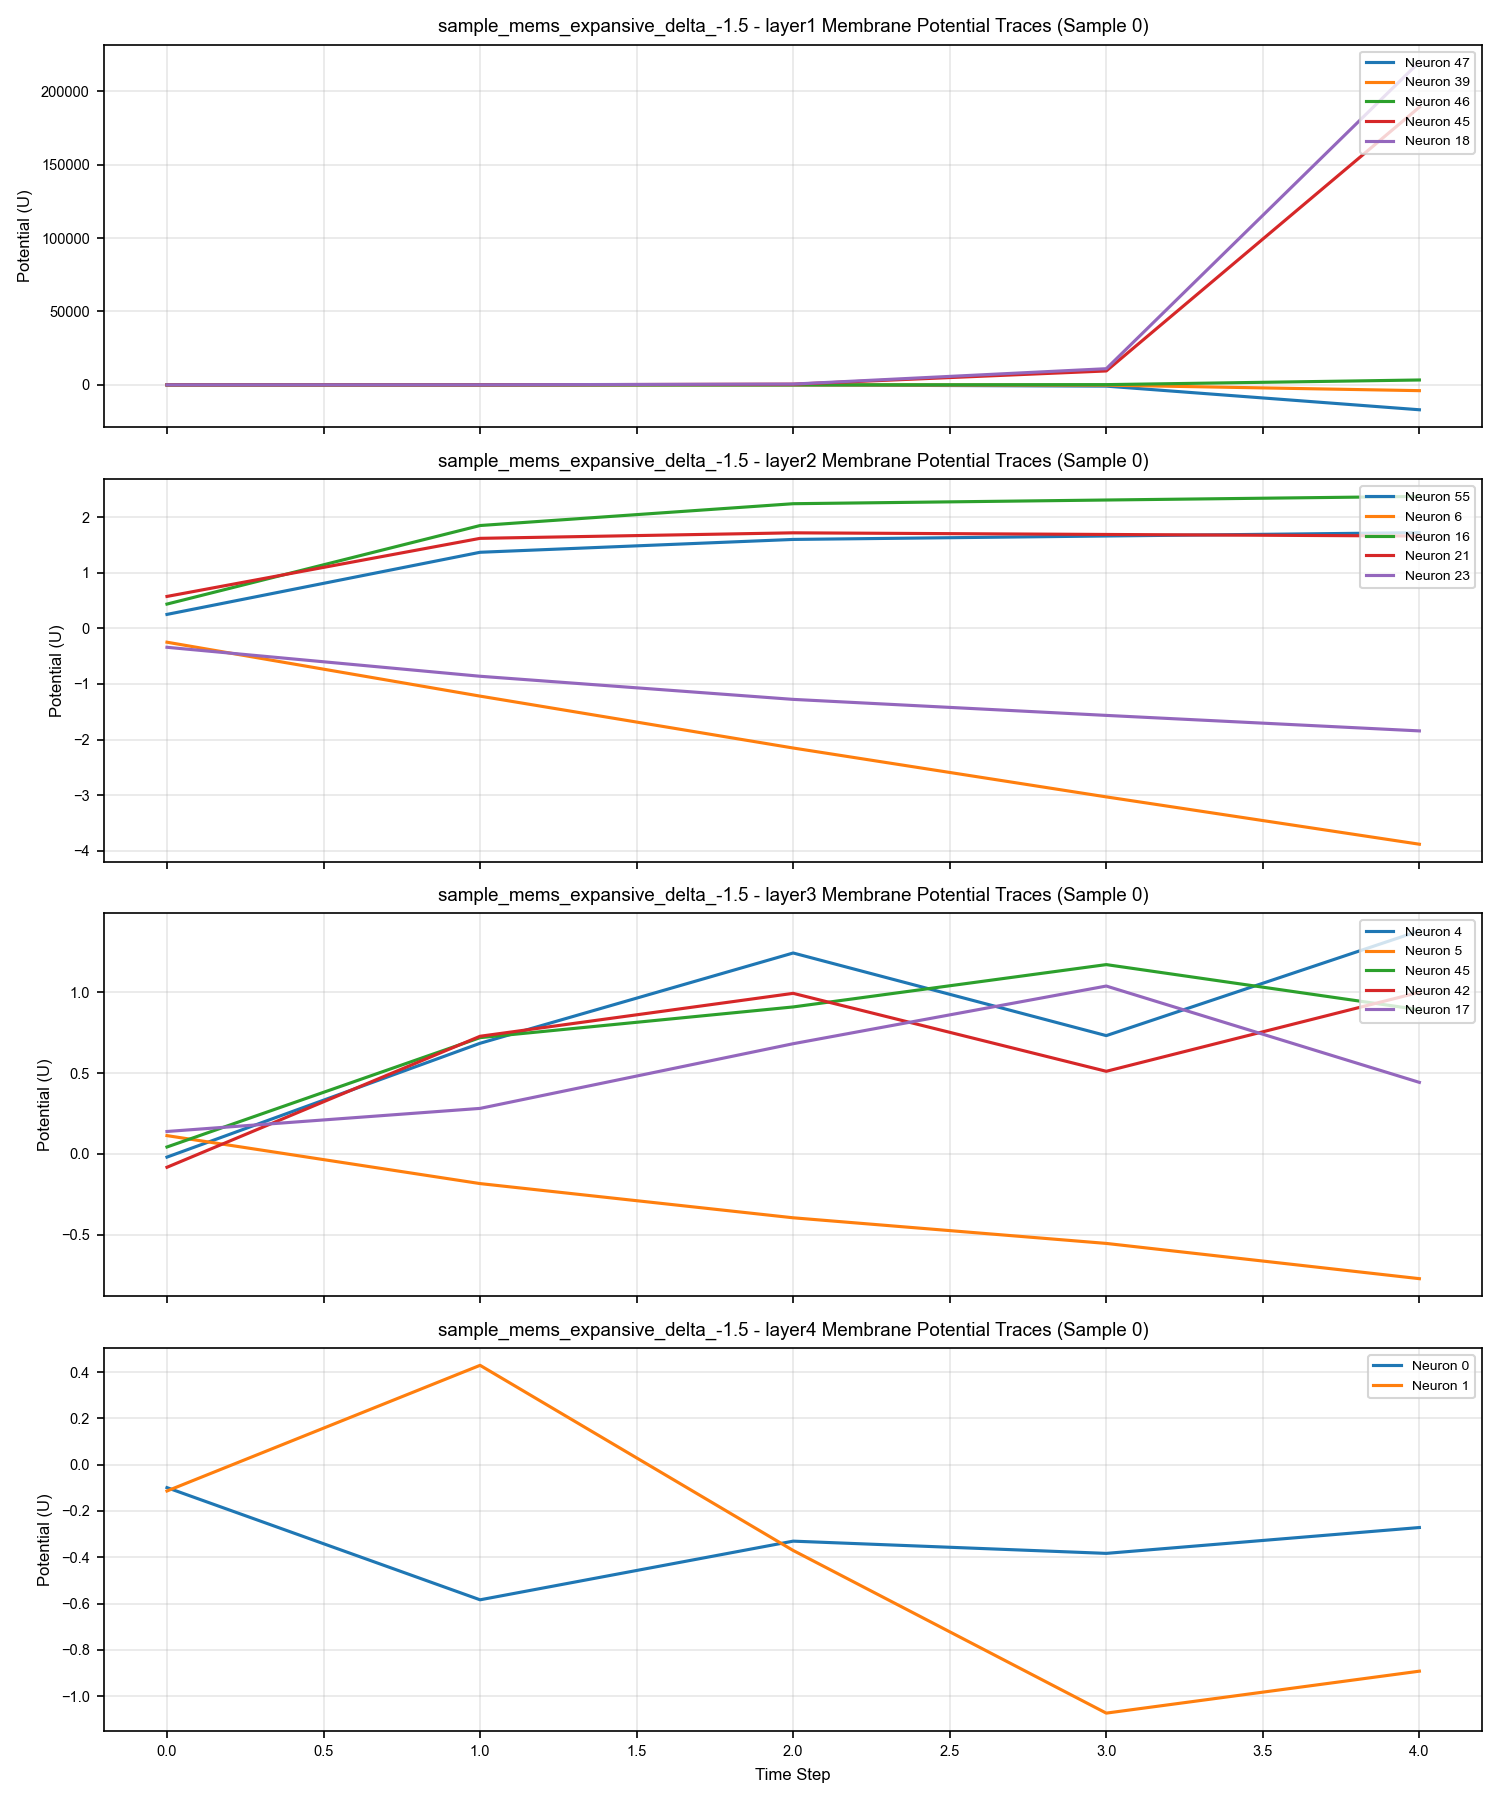 sample_mems_expansive_delta_-1.5 - layer1 Membrane Potential Traces (Sample 0)
Potential (U)
200000
150000
100000
50000
0
Neuron 47
Neuron 39
Neuron 46
Neuron 45
Neuron 18
sample_mems_expansive_delta_-1.5 - layer2 Membrane Potential Traces (Sample 0)
Potential (U)
2
1
0
−1
−2
−3
−4
Neuron 55
Neuron 6
Neuron 16
Neuron 21
Neuron 23
sample_mems_expansive_delta_-1.5 - layer3 Membrane Potential Traces (Sample 0)
Potential (U)
1.0
0.5
0.0
−0.5
Neuron 4
Neuron 5
Neuron 45
Neuron 42
Neuron 17
sample_mems_expansive_delta_-1.5 - layer4 Membrane Potential Traces (Sample 0)
Potential (U)
0.4
0.2
0.0
−0.2
−0.4
−0.6
−0.8
−1.0
Neuron 0
Neuron 1
0.0 0.5 1.0 1.5 2.0 2.5 3.0 3.5 4.0
Time Step